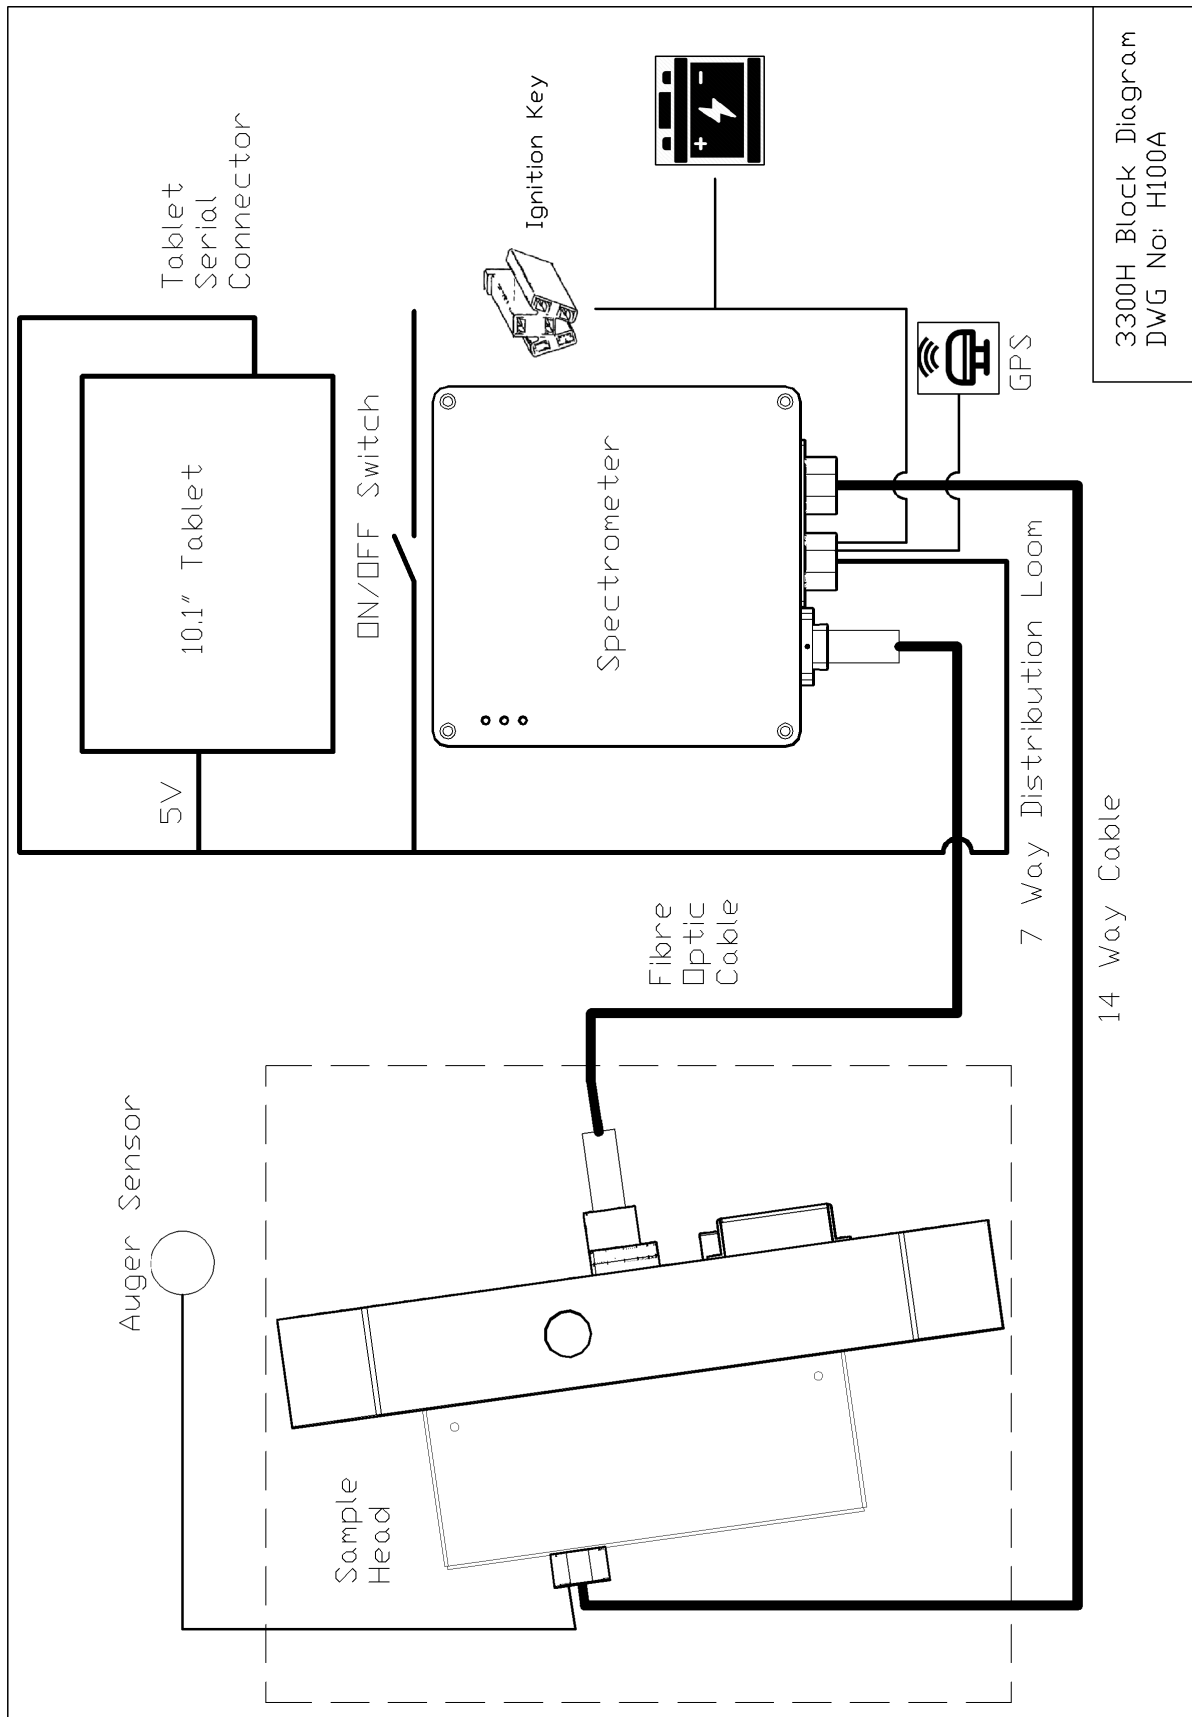 Auger Sensor
5V
Tablet
Serial
Connector
10.1" Tablet
Sample
Head
ON/OFF Switch
Ignition Key
Spectrometer
Fibre
Optic
Cable
+ -
GPS
7 Way Distribution Loom
14 Way Cable
3300H Block Diagram
DWG No: H100A